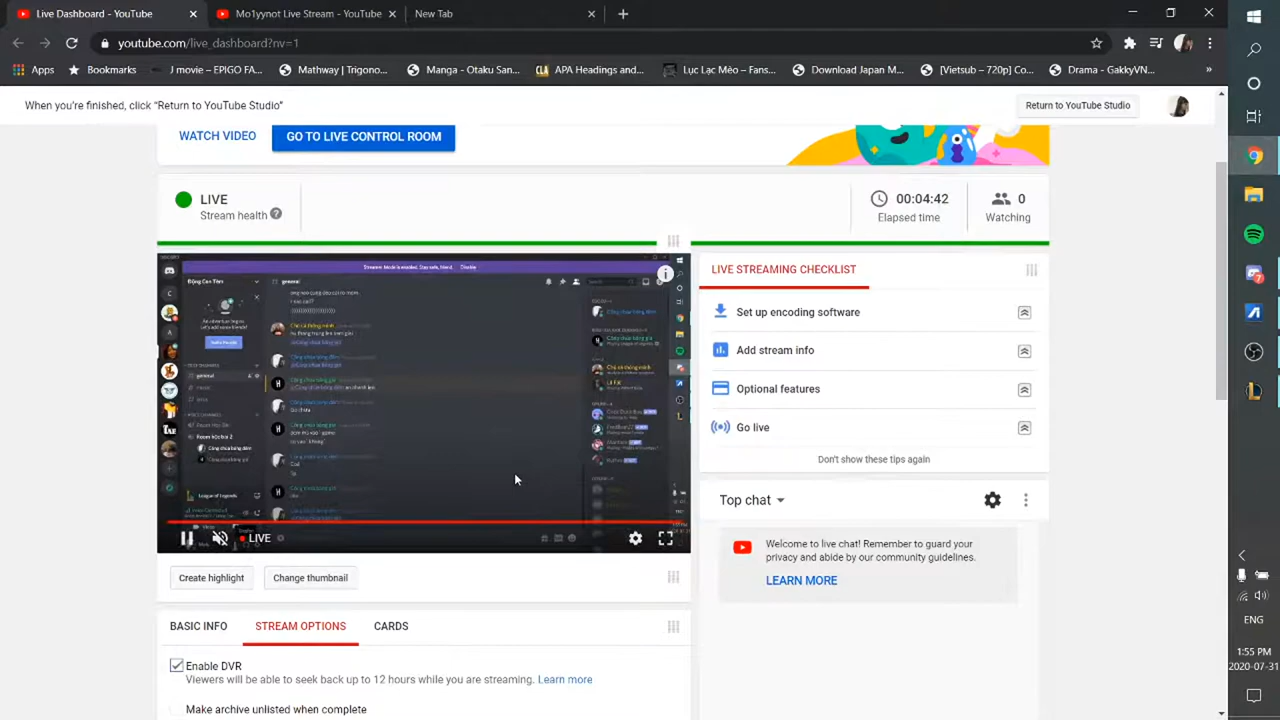 Live Dashboard - YouTube
Mo1yynot Live Stream - YouTube
New Tab
youtube.com/live_dashboard?nv=1
Apps
Bookmarks
J movie – EPIGO FA...
Mathway | Trigono...
Manga - Otaku San...
CLA
APA Headings and...
Lục Lạc Mèo – Fans...
Download Japan M...
[Vietsub – 720p] Co...
Drama - GakkyVN...
When you're finished, click "Return to YouTube Studio"
Return to YouTube Studio
WATCH VIDEO
GO TO LIVE CONTROL ROOM
LIVE
Stream health
00:04:42
Elapsed time
0
Watching
general
general
League of Legends
LIVE
Create highlight
Change thumbnail
BASIC INFO
STREAM OPTIONS
CARDS
Enable DVR
Viewers will be able to seek back up to 12 hours while you are streaming. Learn more
Make archive unlisted when complete
LIVE STREAMING CHECKLIST
Set up encoding software
Add stream info
Optional features
Go live
Don't show these tips again
Top chat
Welcome to live chat! Remember to guard your
privacy and abide by our community guidelines.
LEARN MORE
ENG
1:55 PM
2020-07-31